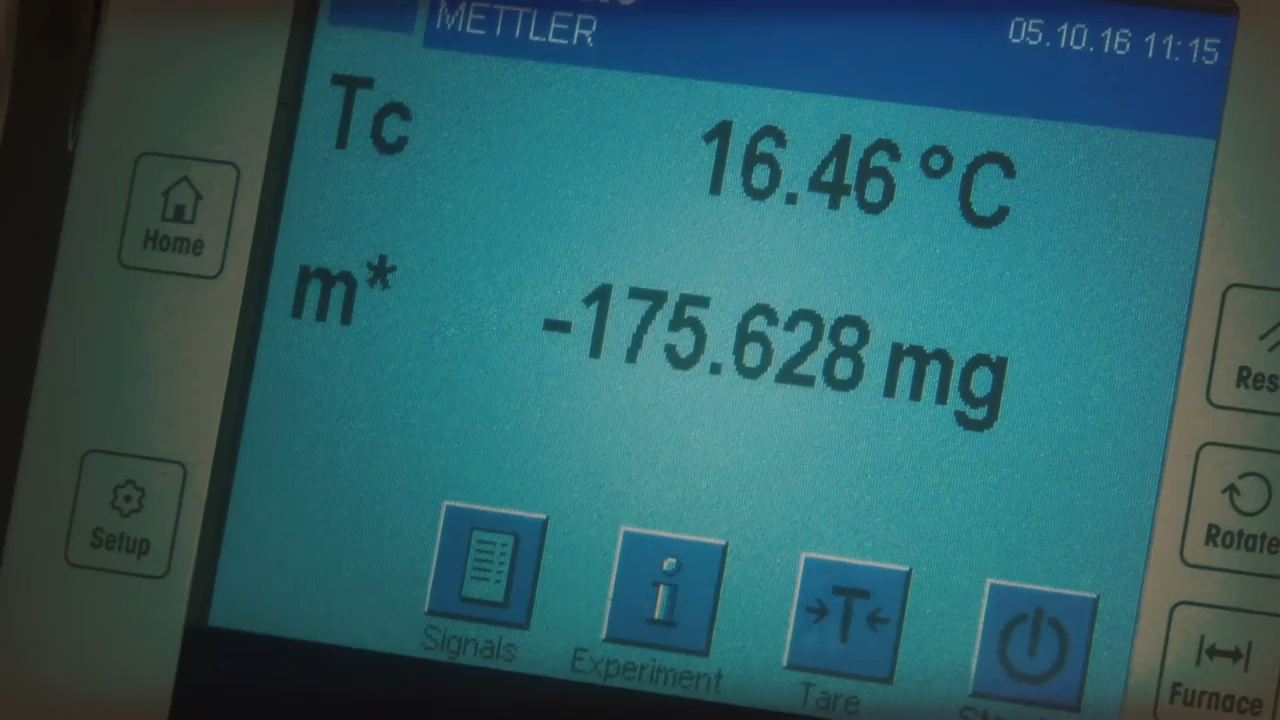 METTLER
05.10.16 11:15
Tc 16.46 °C
m* -175.628 mg
Home
Setup
Signals
Experiment
Tare
Rotate
Furnace